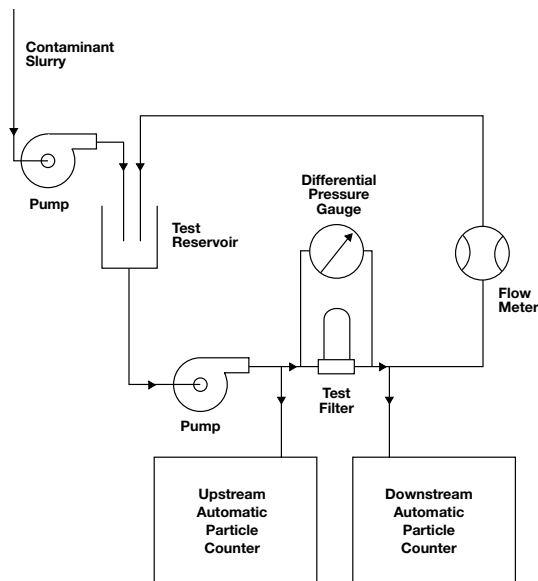 Contaminant
Slurry
Pump
Test
Reservoir
Differential
Pressure
Gauge
Flow
Meter
Pump
Test
Filter
Upstream
Automatic
Particle
Counter
Downstream
Automatic
Particle
Counter